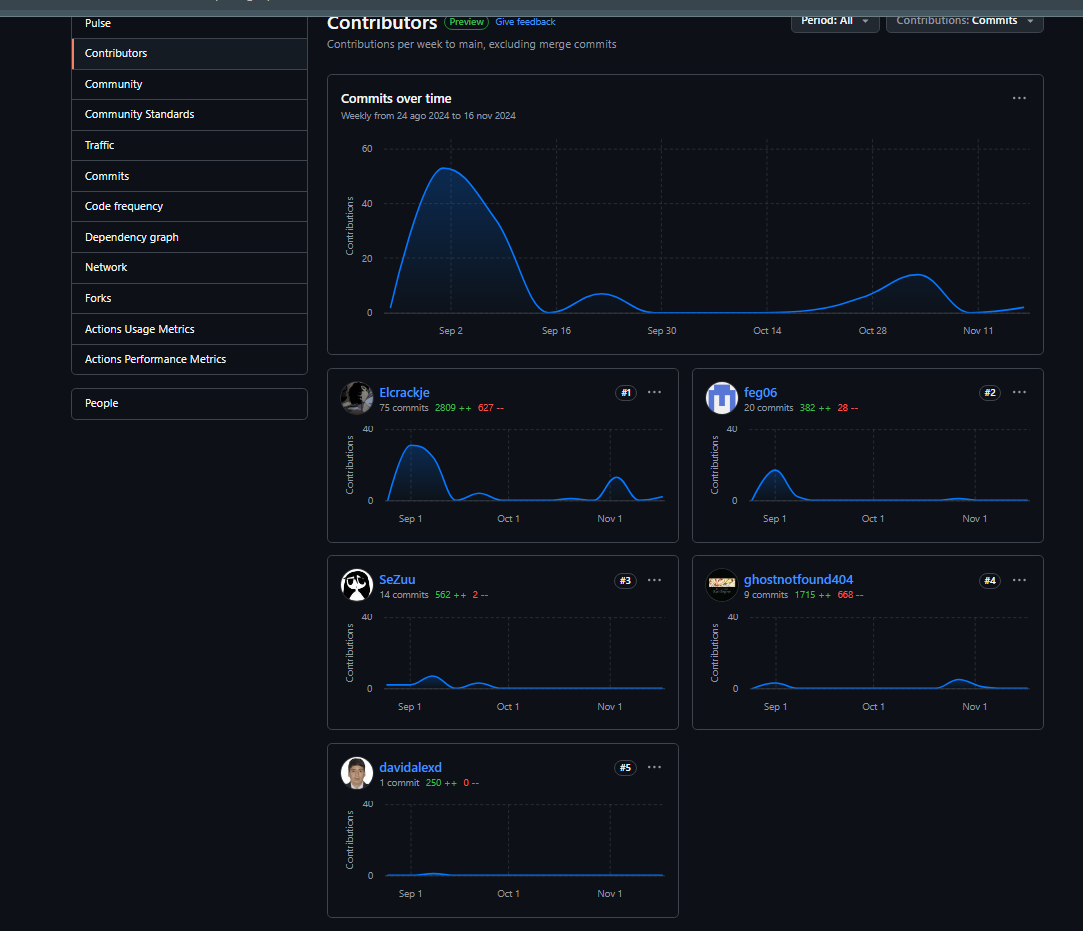 Pulse
Contributors
Community
Community Standards
Traffic
Commits
Code frequency
Dependency graph
Network
Forks
Actions Usage Metrics
Actions Performance Metrics
People
Contributors Preview Give feedback
Period: All Contributions: Commits
Contributions per week to main, excluding merge commits
Commits over time
Weekly from 24 ago 2024 to 16 nov 2024
Contributions
60
40
20
0
Sep 2 Sep 16 Sep 30 Oct 14 Oct 28 Nov 11
Elcrackje #1
75 commits 2809 ++ 627 --
Contributions
40
0
Sep 1 Oct 1 Nov 1
feg06 #2
20 commits 382 ++ 28 --
Contributions
40
0
Sep 1 Oct 1 Nov 1
SeZuu #3
14 commits 562 ++ 2 --
Contributions
40
0
Sep 1 Oct 1 Nov 1
ghostnotfound404 #4
9 commits 1715 ++ 668 --
Contributions
40
0
Sep 1 Oct 1 Nov 1
davidalexd #5
1 commit 250 ++ 0 --
Contributions
40
0
Sep 1 Oct 1 Nov 1